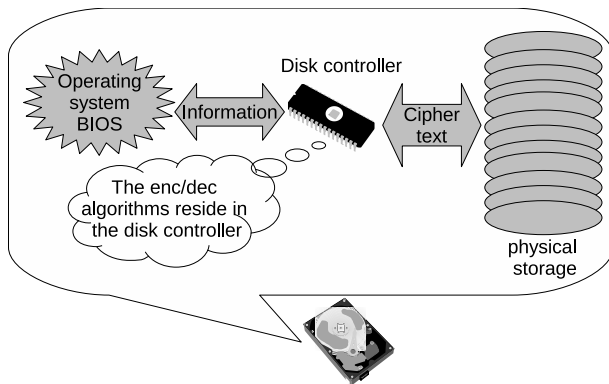 Operating
system
BIOS
Information
Disk controller
Cipher
text
The enc/dec
algorithms reside in
the disk controller
physical
storage